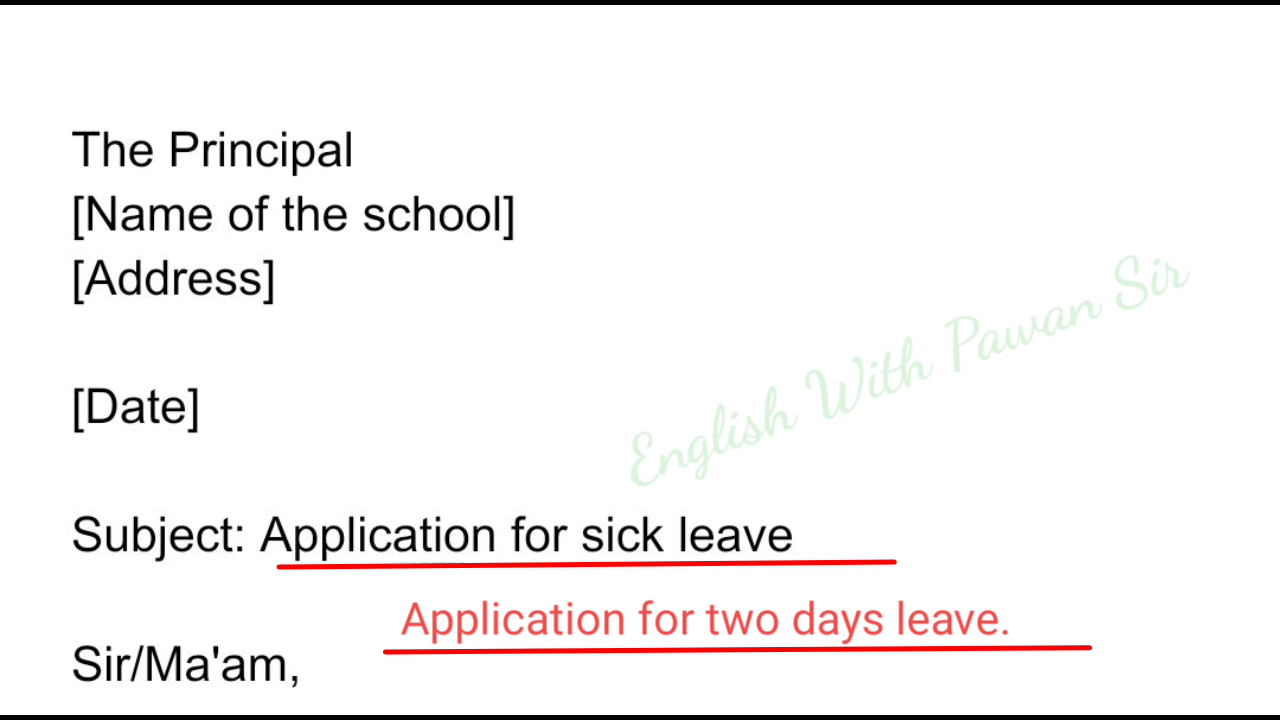 The Principal
[Name of the school]
[Address]
[Date]
English With Pawan Sir
Subject: Application for sick leave
Application for two days leave.
Sir/Ma'am,